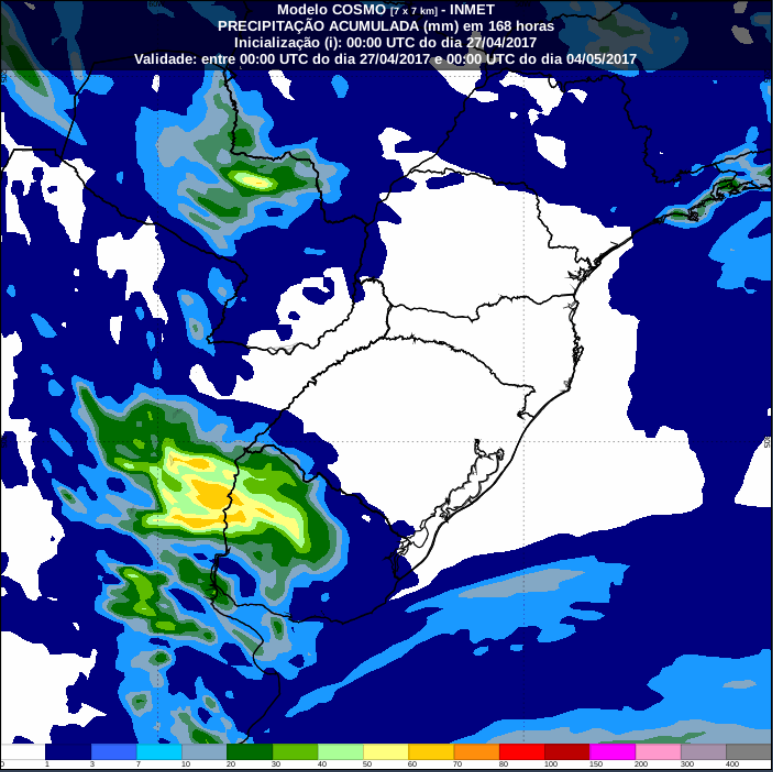 Modelo COSMO [7 x 7 km] - INMET
PRECIPITAÇÃO ACUMULADA (mm) em 168 horas
Inicialização (i): 00:00 UTC do dia 27/04/2017
Validade: entre 00:00 UTC do dia 27/04/2017 e 00:00 UTC do dia 04/05/2017
0 1 3 7 10 20 30 40 50 60 70 80 100 150 200 300 400